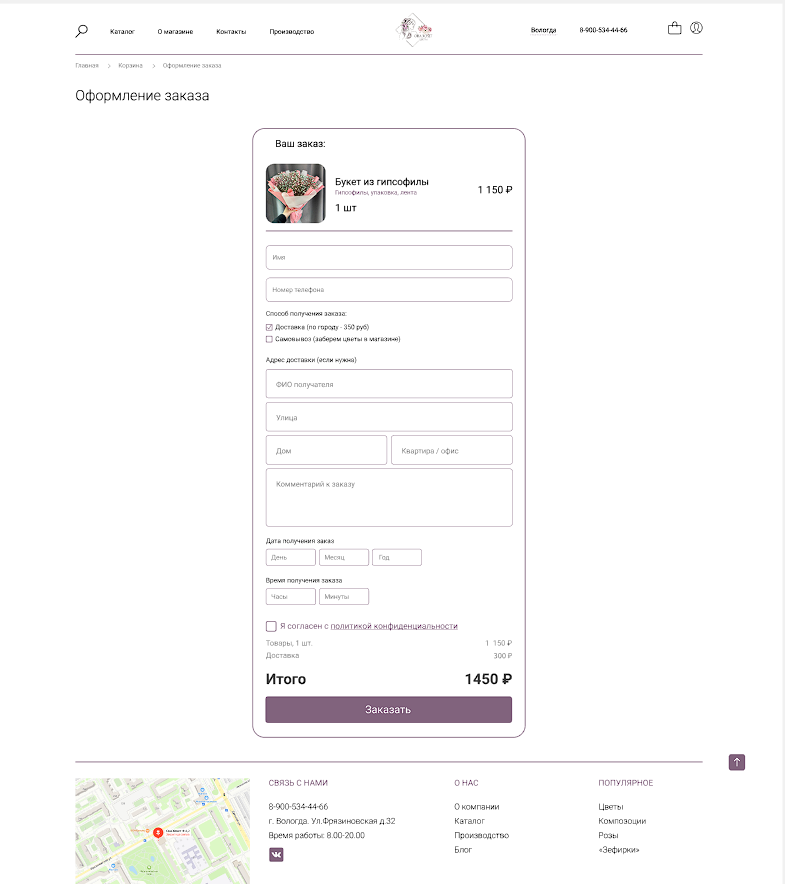 Каталог О магазине Контакты Производство Вологда 8-900-534-44-66
Главная > Корзина > Оформление заказа
Оформление заказа
Ваш заказ:
Букет из гипсофилы
Гипсофилы, упаковка, лента
1 шт
1 150 ₽
Имя
Номер телефона
Способ получения заказа:
Доставка (по городу - 350 руб)
Самовывоз (заберем цветы в магазине)
Адрес доставки (если нужна)
ФИО получателя
Улица
Дом Квартира / офис
Комментарий к заказу
Дата получения заказ
День Месяц Год
Время получения заказа
Часы Минуты
Я согласен с политикой конфиденциальности
Товары, 1 шт. 1 150 ₽
Доставка 300 ₽
Итого 1450 ₽
Заказать
СВЯЗЬ С НАМИ
8-900-534-44-66
г. Вологда. Ул.Фрязиновская д.32
Время работы: 8.00-20.00
О НАС
О компании
Каталог
Производство
Блог
ПОПУЛЯРНОЕ
Цветы
Композоции
Розы
«Зефирки»